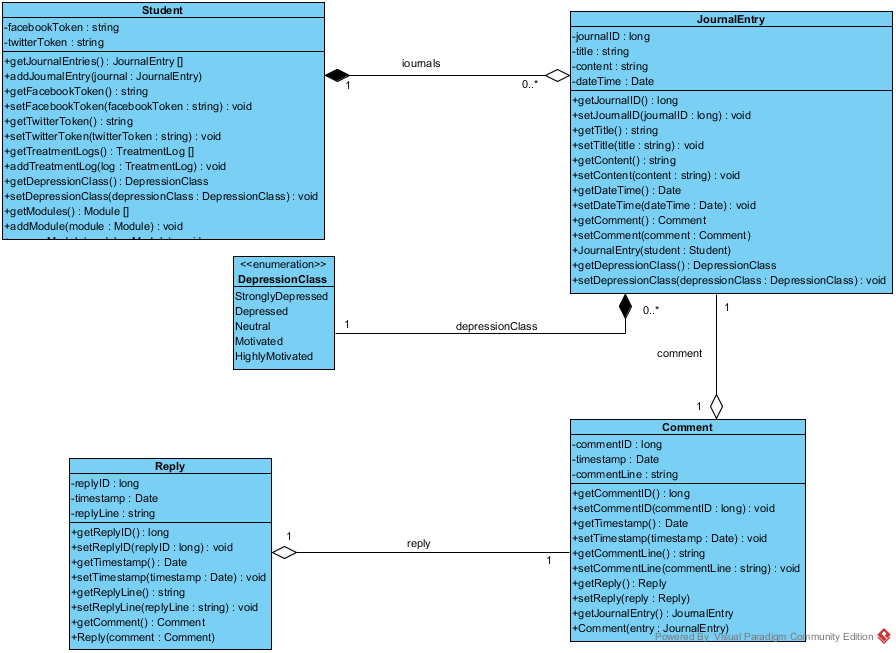 Student
-facebookToken : string
-twitterToken : string
+getJournalEntries() : JournalEntry []
+addJournalEntry(journal : JournalEntry)
+getFacebookToken() : string
+setFacebookToken(facebookToken : string) : void
+getTwitterToken() : string
+setTwitterToken(twitterToken : string) : void
+getTreatmentLogs() : TreatmentLog []
+addTreatmentLog(log : TreatmentLog) : void
+getDepressionClass() : DepressionClass
+setDepressionClass(depressionClass : DepressionClass) : void
+getModules() : Module []
+addModule(module : Module) : void
journals
1
0..*
JournalEntry
-journalID : long
-title : string
-content : string
-dateTime : Date
+getJournalID() : long
+setJournalID(journalID : long) : void
+getTitle() : string
+setTitle(title : string) : void
+getContent() : string
+setContent(content : string) : void
+getDateTime() : Date
+setDateTime(dateTime : Date) : void
+getComment() : Comment
+setComment(comment : Comment)
+JournalEntry(student : Student)
+getDepressionClass() : DepressionClass
+setDepressionClass(depressionClass : DepressionClass) : void
<<enumeration>>
DepressionClass
StronglyDepressed
Depressed
Neutral
Motivated
HighlyMotivated
1
depressionClass
0..*
1
comment
1
Comment
-commentID : long
-timestamp : Date
-commentLine : string
+getCommentID() : long
+setCommentID(commentID : long) : void
+getTimestamp() : Date
+setTimestamp(timestamp : Date) : void
+getCommentLine() : string
+setCommentLine(commentLine : string) : void
+getReply() : Reply
+setReply(reply : Reply)
+getJournalEntry() : JournalEntry
+Comment(entry : JournalEntry)
Reply
-replyID : long
-timestamp : Date
-replyLine : string
+getReplyID() : long
+setReplyID(replyID : long) : void
+getTimestamp() : Date
+setTimestamp(timestamp : Date) : void
+getReplyLine() : string
+setReplyLine(replyLine : string) : void
+getComment() : Comment
+Reply(comment : Comment)
1
reply
1
Powered By Visual Paradigm Community Edition